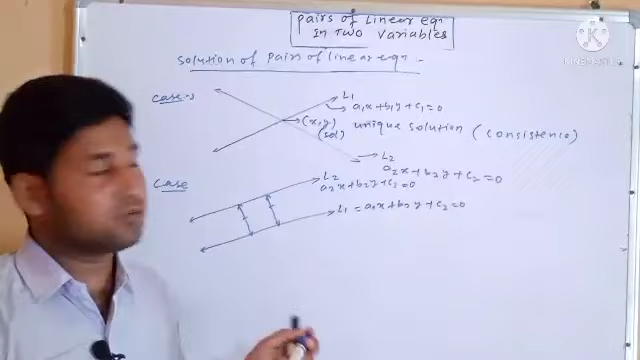 pairs of Linear eqn
In Two Variables
solution of pairs of linear eqn -
case-1
L1
a1x+b1y+c1=0
(x,y)
(sol)
unique solution (consistence)
L2
a2x+b2y+c2=0
case
L2
a2x+b2y+c2=0
L1 = a1x+b2y+c2=0
KINEMASTER